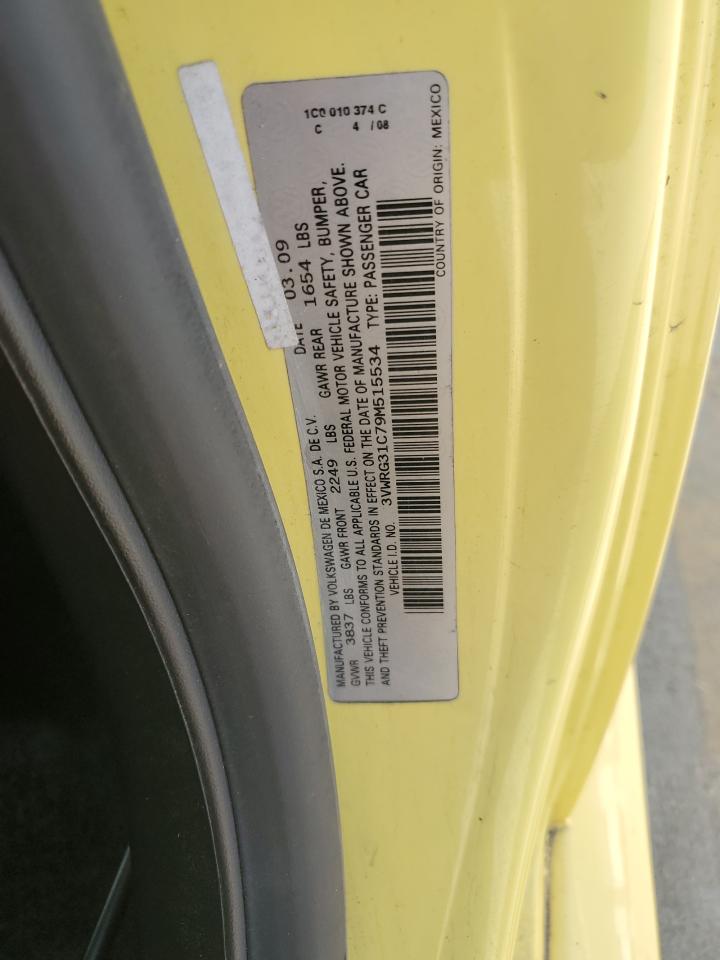 1C0 010 374 C
C 4 /08
MANUFACTURED BY VOLKSWAGEN DE MEXICO S.A. DE C.V. DATE 03.09
GVWR 3837 LBS GAWR FRONT 2249 LBS GAWR REAR 1654 LBS
THIS VEHICLE CONFORMS TO ALL APPLICABLE U.S. FEDERAL MOTOR VEHICLE SAFETY, BUMPER,
AND THEFT PREVENTION STANDARDS IN EFFECT ON THE DATE OF MANUFACTURE SHOWN ABOVE.
VEHICLE I.D. NO. 3VWRG31C79M515534 TYPE: PASSENGER CAR
COUNTRY OF ORIGIN: MEXICO